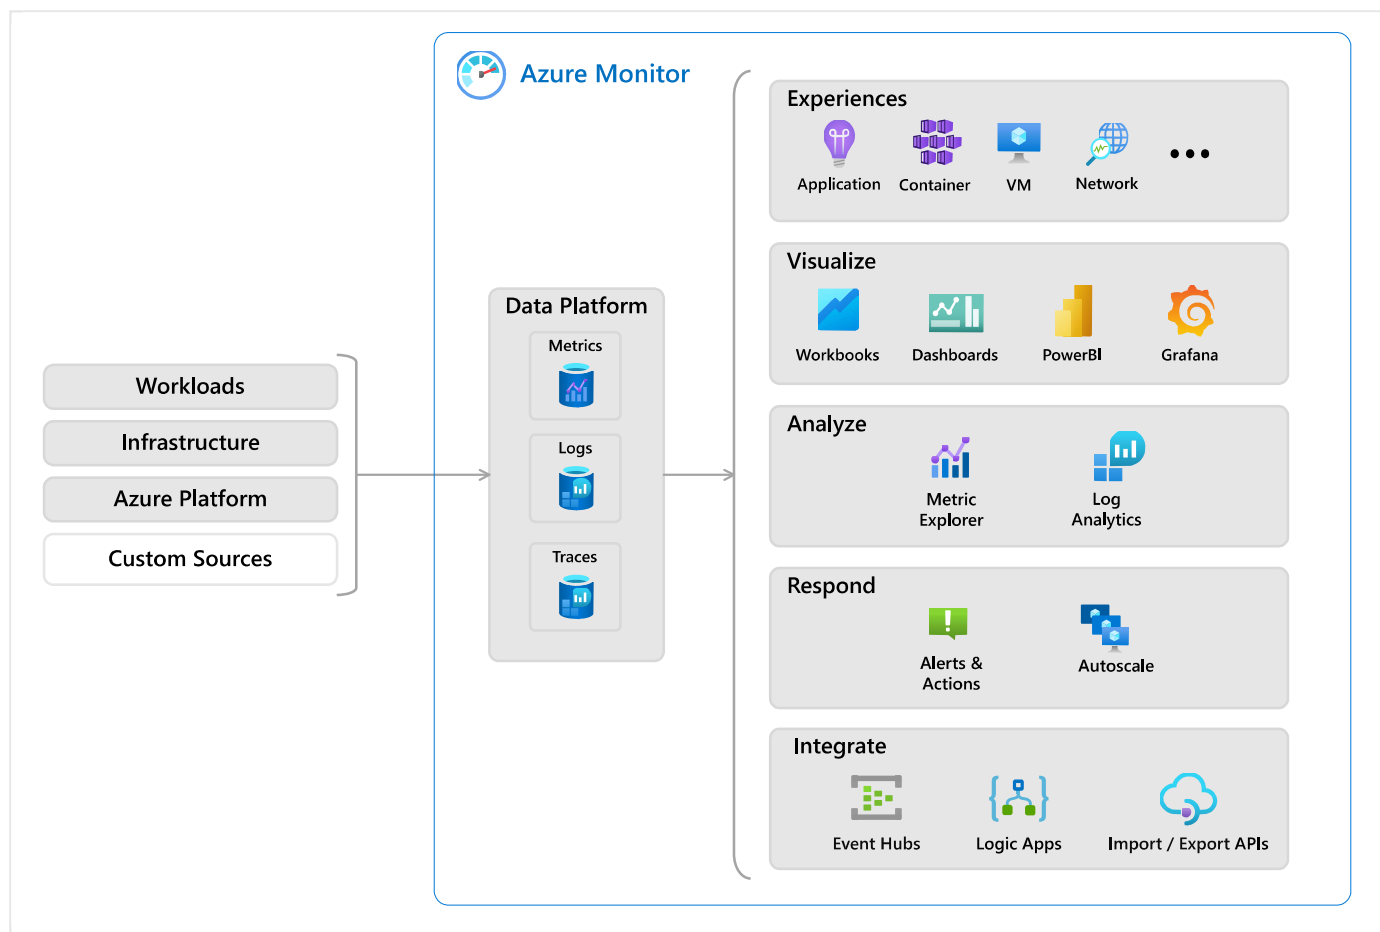 Azure Monitor
Workloads
Infrastructure
Azure Platform
Custom Sources
Data Platform
Metrics
Logs
Traces
Experiences
Application
Container
VM
Network
Visualize
Workbooks
Dashboards
PowerBI
Grafana
Analyze
Metric
Explorer
Log
Analytics
Respond
Alerts &
Actions
Autoscale
Integrate
Event Hubs
Logic Apps
Import / Export APIs